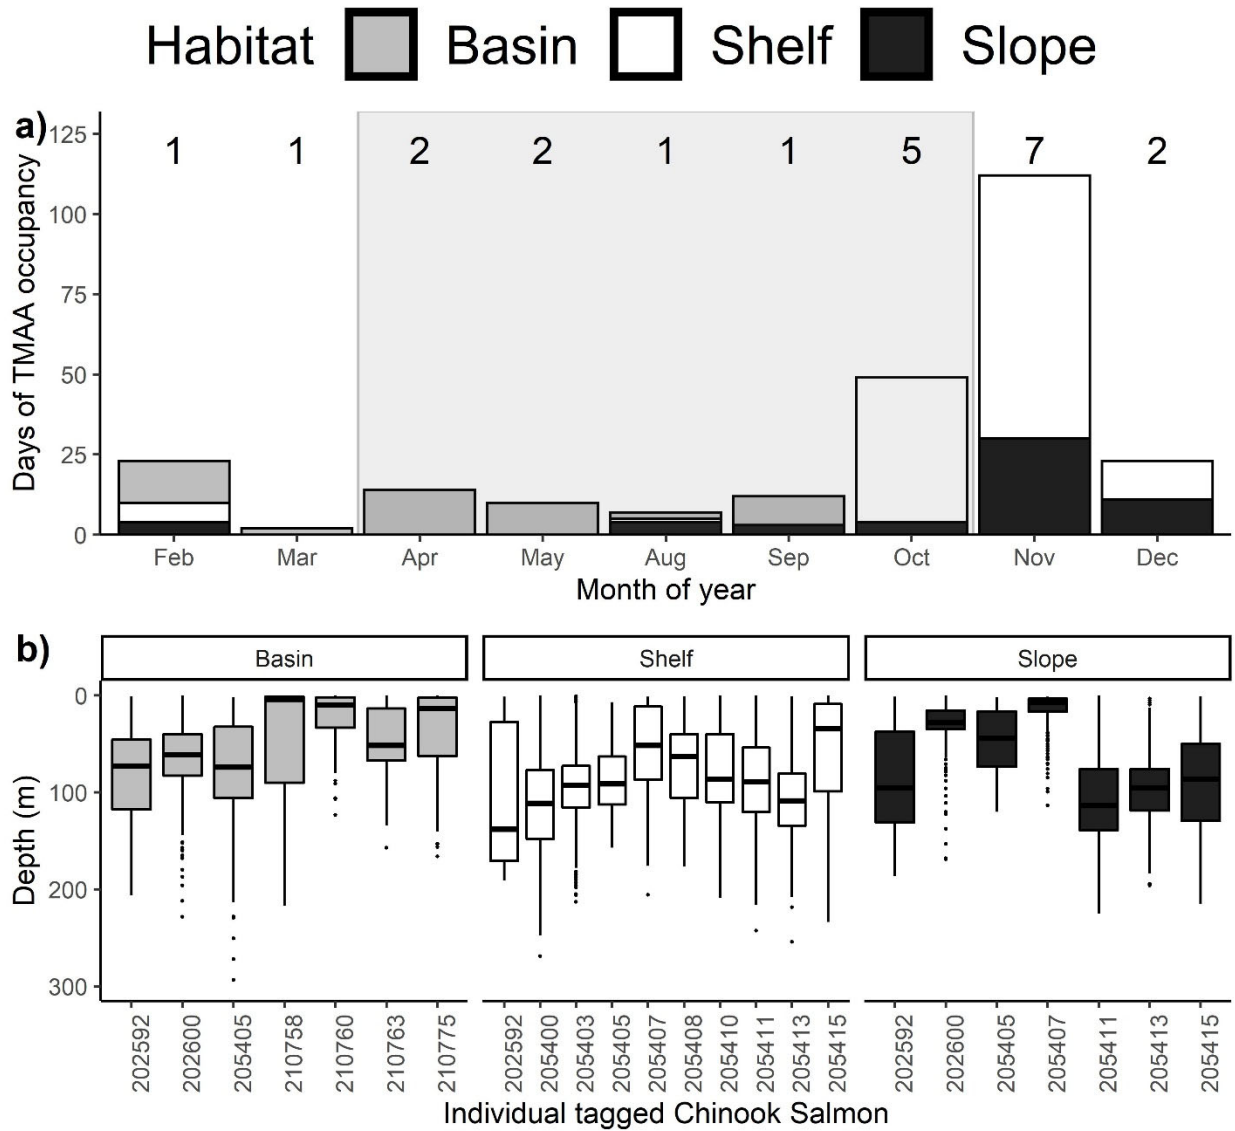 Habitat Basin Shelf Slope
a)
Days of TMAA occupancy
125
100
75
50
25
0
1 1 2 2 1 1 5 7 2
Feb Mar Apr May Aug Sep Oct Nov Dec
Month of year
b)
Basin Shelf Slope
Depth (m)
0
100
200
300
202592 202600 205405 210758 210760 210763 210775 202592 205400 205403 205405 205407 205408 205410 205411 205413 205415 202592 202600 205405 205407 205411 205413 205415
Individual tagged Chinook Salmon